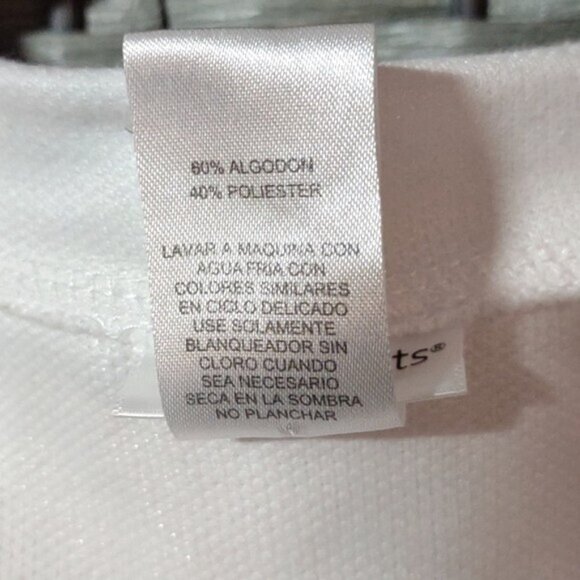 60% ALGODON
40% POLIESTER
LAVAR A MAQUINA CON
AGUA FRIA CON
COLORES SIMILARES
EN CICLO DELICADO
USE SOLAMENTE
BLANQUEADOR SIN
CLORO CUANDO
SEA NECESARIO
SECA EN LA SOMBRA
NO PLANCHAR
ts®